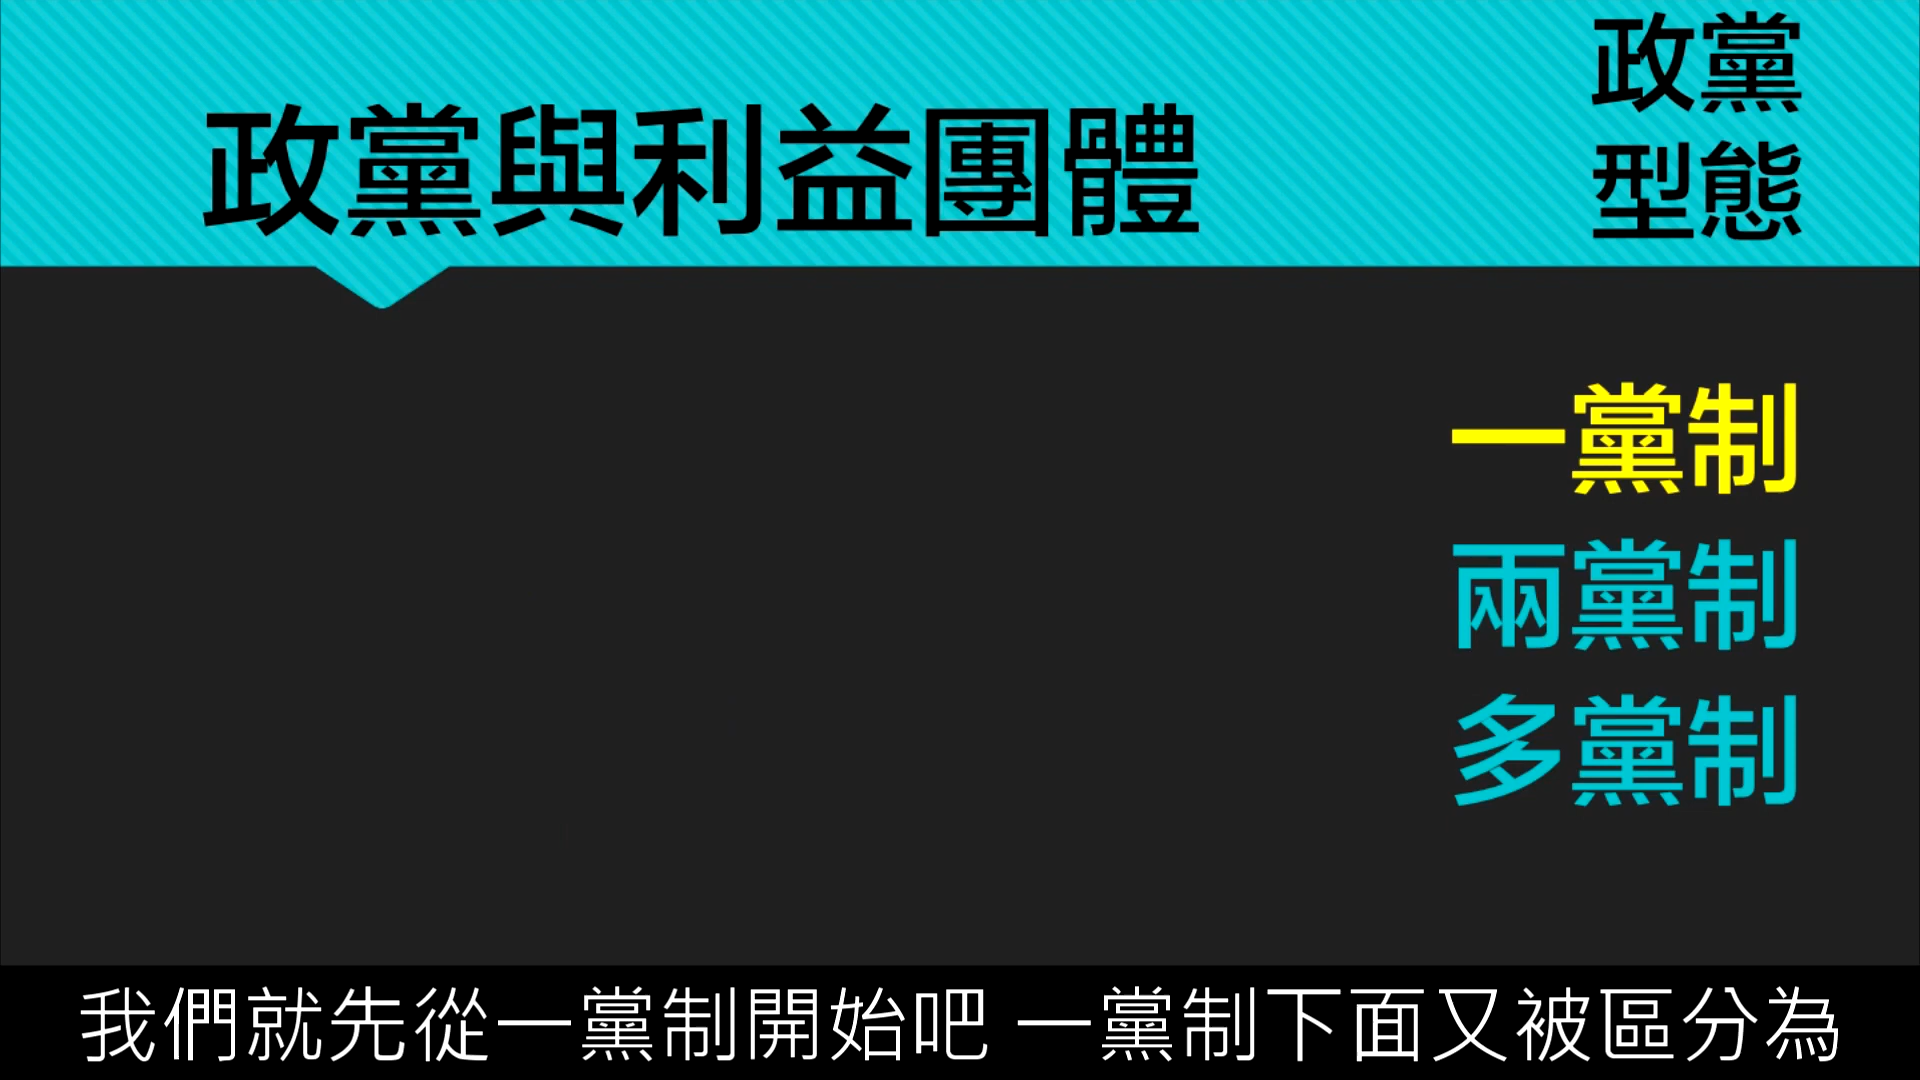 政黨與利益團體
政黨
型態
一黨制
兩黨制
多黨制
我們就先從一黨制開始吧 一黨制下面又被區分為